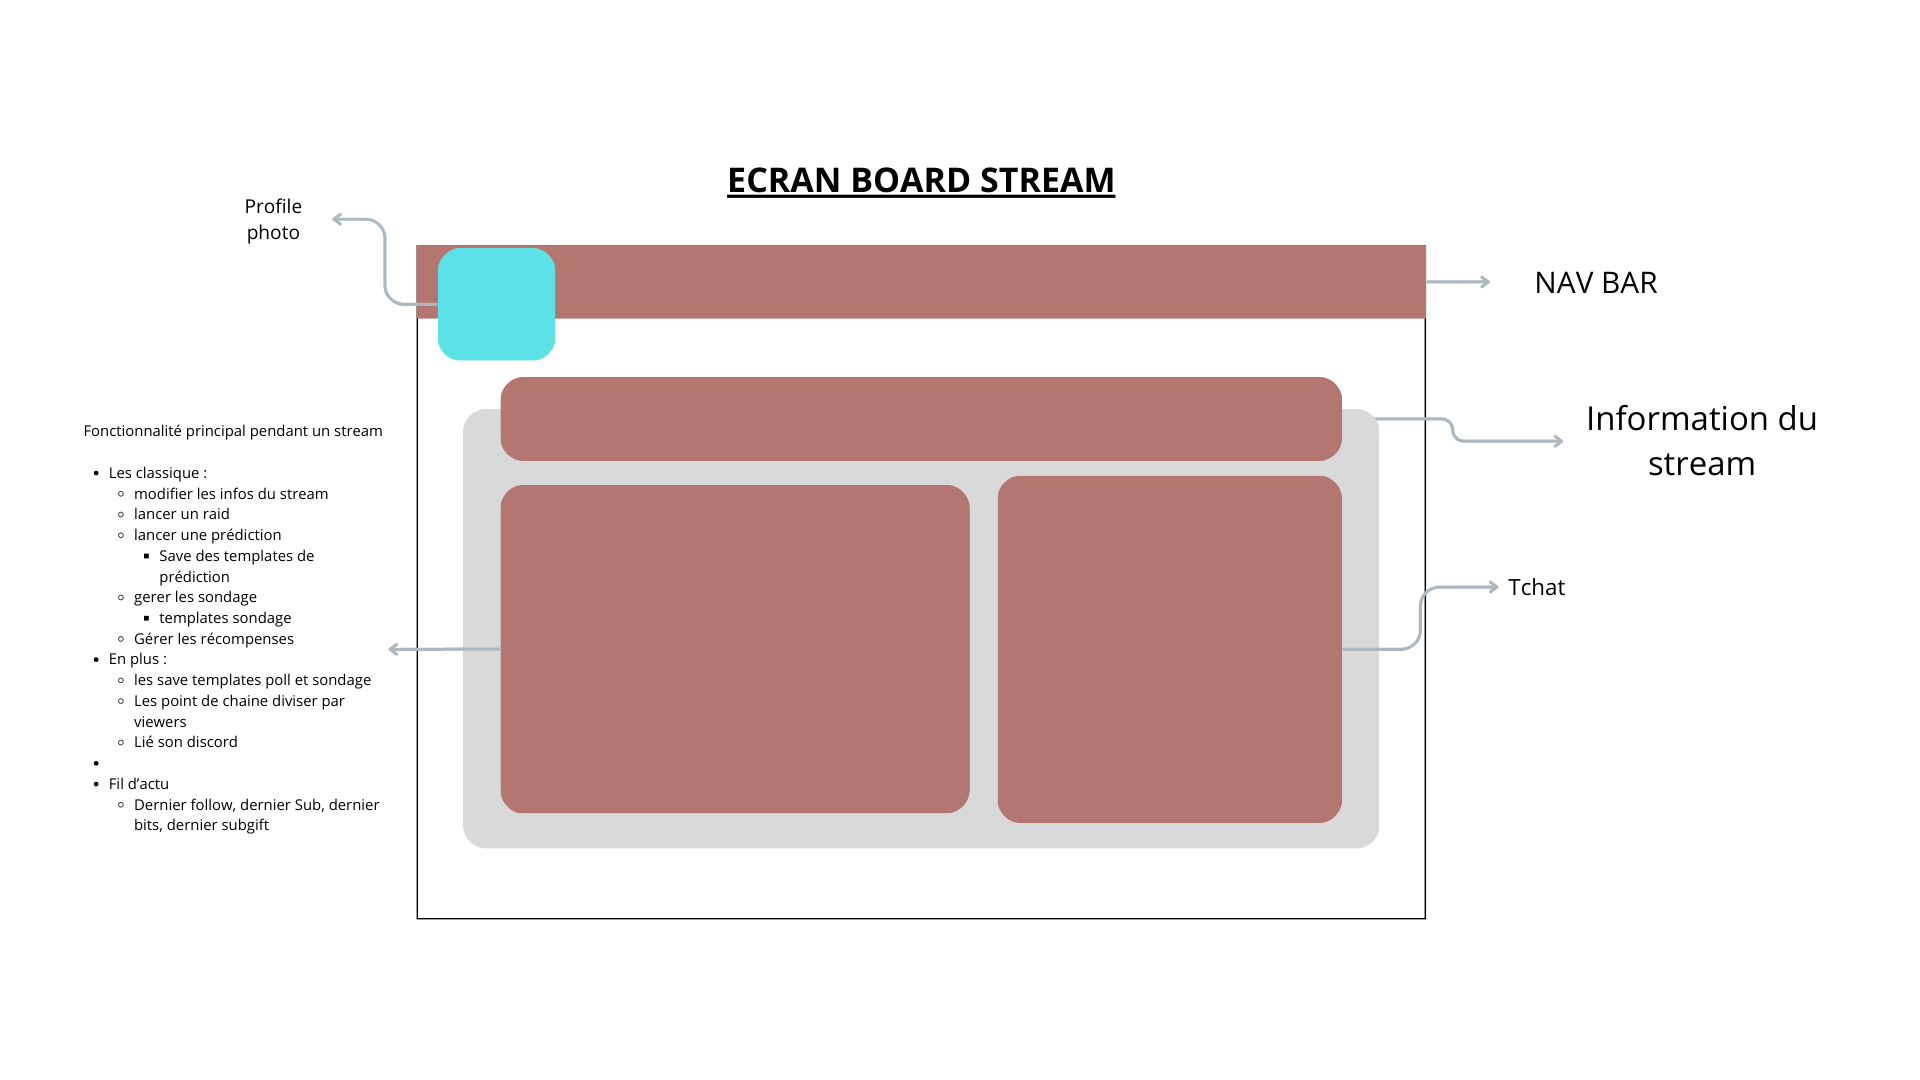 ECRAN BOARD STREAM
Profile
photo
NAV BAR
Information du
stream
Tchat
Fonctionnalité principal pendant un stream
Les classique :
modifier les infos du stream
lancer un raid
lancer une prédiction
Save des templates de
prédiction
gerer les sondage
templates sondage
Gérer les récompenses
En plus :
les save templates poll et sondage
Les point de chaine diviser par
viewers
Lié son discord
Fil d’actu
Dernier follow, dernier Sub, dernier
bits, dernier subgift